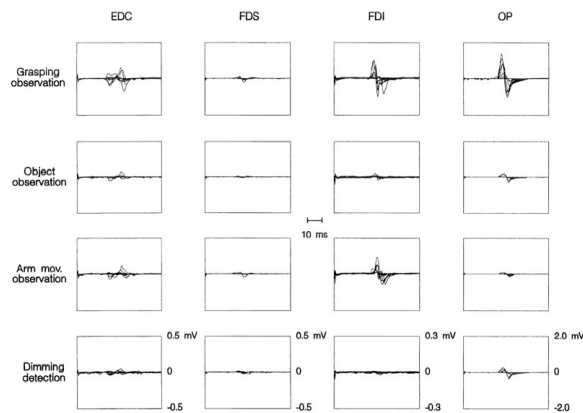 EDC FDS FDI OP
Grasping
observation
Object
observation
10 ms
Arm mov.
observation
0.5 mV 0.5 mV 0.3 mV 2.0 mV
Dimming
detection
0 0 0 0
-0.5 -0.5 -0.3 -2.0